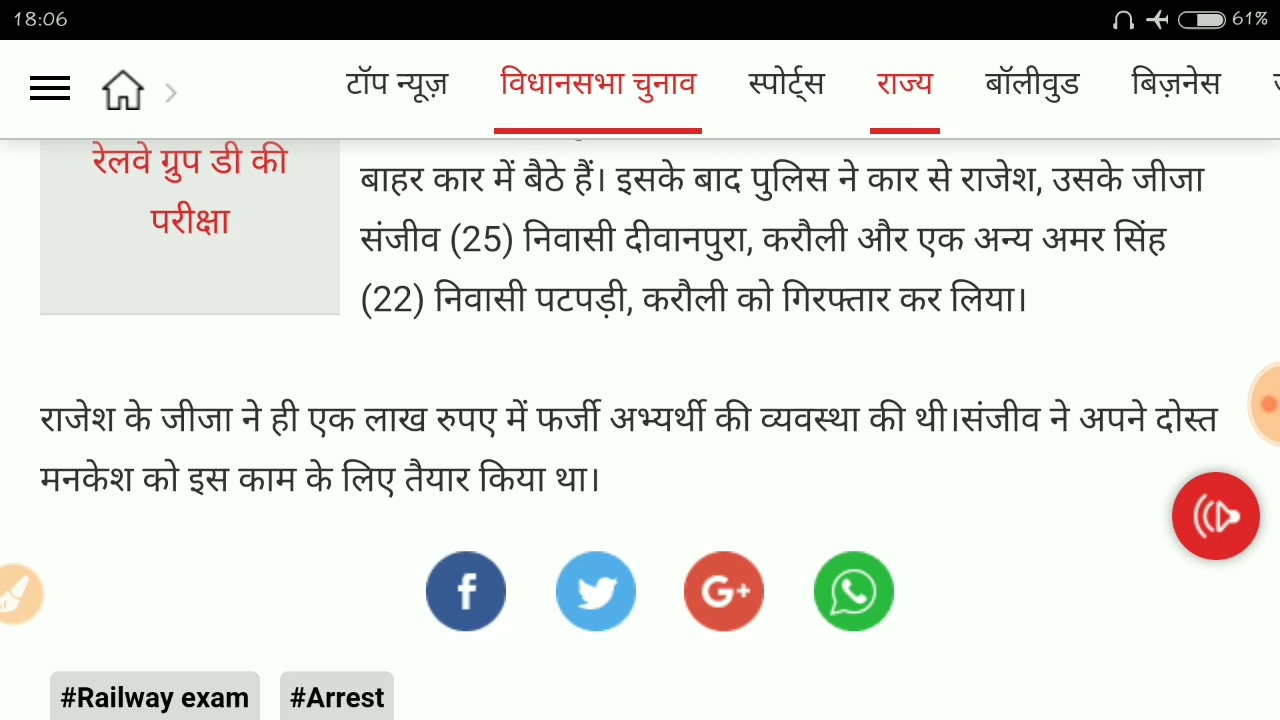 18:06
61%
टॉप न्यूज़ विधानसभा चुनाव स्पोर्ट्स राज्य बॉलीवुड बिज़नेस
रेलवे ग्रुप डी की
परीक्षा
बाहर कार में बैठे हैं। इसके बाद पुलिस ने कार से राजेश, उसके जीजा
संजीव (25) निवासी दीवानपुरा, करौली और एक अन्य अमर सिंह
(22) निवासी पटपड़ी, करौली को गिरफ्तार कर लिया।
राजेश के जीजा ने ही एक लाख रुपए में फर्जी अभ्यर्थी की व्यवस्था की थी।संजीव ने अपने दोस्त
मनकेश को इस काम के लिए तैयार किया था।
f G+
#Railway exam #Arrest